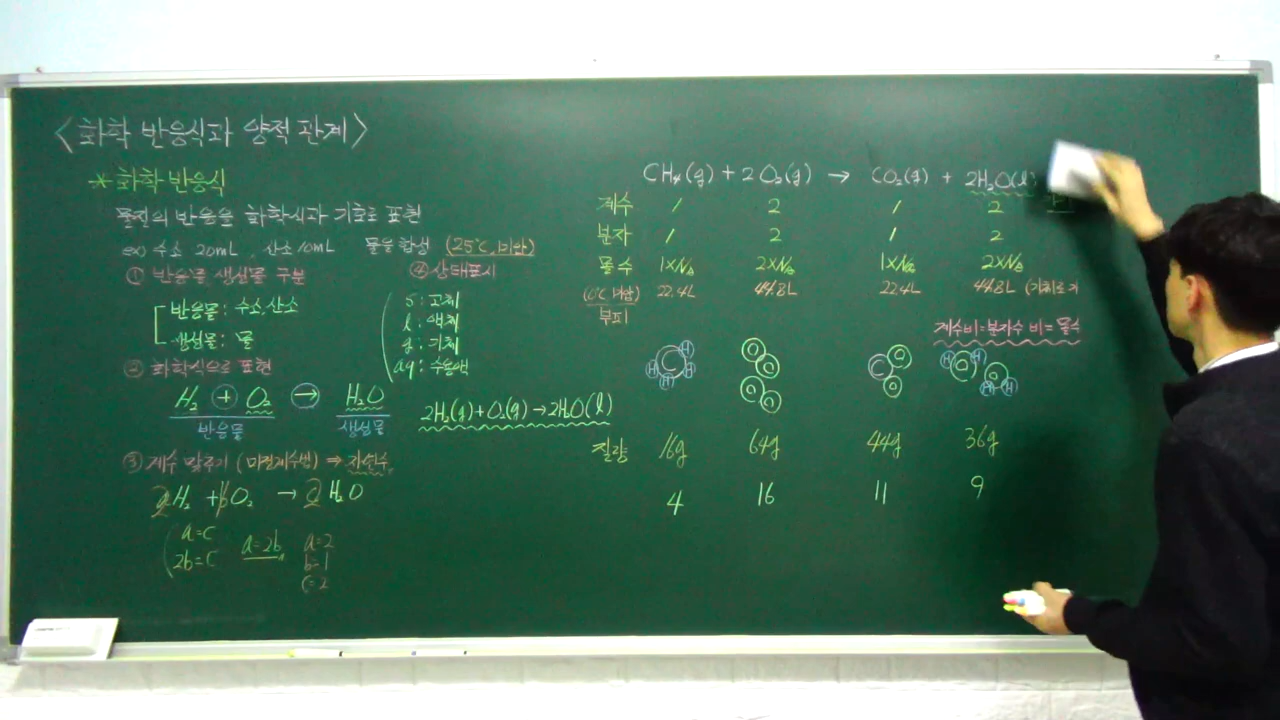 <화학 반응식과 양적 관계>
* 화학 반응식
물질의 반응을 화학식과 기호로 표현
ex) 수소 20mL, 산소 10mL 물을 합성 (25℃, 1기압)
① 반응물 생성물 구분
반응물: 수소, 산소
생성물: 물
② 화학식으로 표현
H₂ + O₂ → H₂O
반응물 생성물
③ 계수 맞추기 (미정계수법) ⇒ 자연수
aH₂ + bO₂ → cH₂O
a=c
2b=c
a=2b
a=2
b=1
c=2
④ 상태표시
s: 고체
l: 액체
g: 기체
aq: 수용액
2H₂(g)+O₂(g)→2H₂O(l)
CH₄(g) + 2O₂(g) → CO₂(g) + 2H₂O(l)
계수 1 2 1 2
분자 1 2 1 2
몰수 1×Nₐ 2×Nₐ 1×Nₐ 2×Nₐ
(0℃ 1기압) 22.4L 44.8L 22.4L 44.8L
부피
계수비=분자수 비=몰수
H C H H H O O O O C O O O H H O H H
질량 16g 64g 44g 36g
4 16 11 9